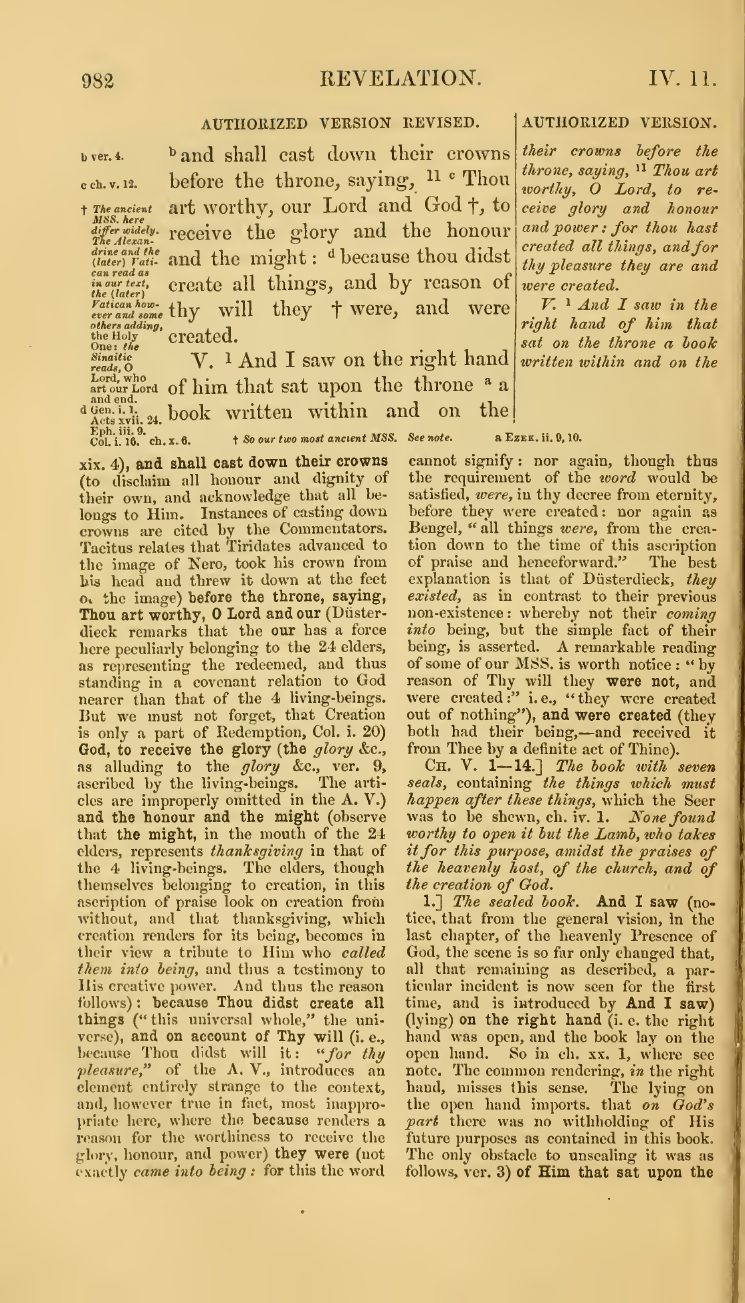 982 REVELATION. IV. 11.
AUTHORIZED VERSION REVISED.
b ver. 4.
c ch. v. 12.
† The ancient
MSS. here
differ widely.
The Alexan-
drine and the
(later) Vati-
can read as
in our text,
the (later)
Vatican how-
ever and some
others adding,
the Holy
One: the
Sinaitic
reads, O
Lord, who
art our Lord
and end.
d Gen. i. 1.
Acts xvii. 24.
Eph. iii. 9.
Col. i. 16. ch. x. 6.
b and shall cast down their crowns
before the throne, saying, 11 c Thou
art worthy, our Lord and God †, to
receive the glory and the honour
and the might : d because thou didst
create all things, and by reason of
thy will they † were, and were
created.
V. 1 And I saw on the right hand
of him that sat upon the throne a a
book written within and on the
† So our two most ancient MSS. See note.
a EZEK. ii. 9, 10.
AUTHORIZED VERSION.
their crowns before the
throne, saying, 11 Thou art
worthy, O Lord, to re-
ceive glory and honour
and power : for thou hast
created all things, and for
thy pleasure they are and
were created.
V. 1 And I saw in the
right hand of him that
sat on the throne a book
written within and on the
xix. 4), and shall cast down their crowns
(to disclaim all honour and dignity of
their own, and acknowledge that all be-
longs to Him. Instances of casting down
crowns are cited by the Commentators.
Tacitus relates that Tiridates advanced to
the image of Nero, took his crown from
his head and threw it down at the feet
of the image) before the throne, saying,
Thou art worthy, O Lord and our (Düster-
dieck remarks that the our has a force
here peculiarly belonging to the 24 elders,
as representing the redeemed, and thus
standing in a covenant relation to God
nearer than that of the 4 living-beings.
But we must not forget, that Creation
is only a part of Redemption, Col. i. 20)
God, to receive the glory (the glory &c.,
as alluding to the glory &c., ver. 9,
ascribed by the living-beings. The arti-
cles are improperly omitted in the A. V.)
and the honour and the might (observe
that the might, in the mouth of the 24
elders, represents thanksgiving in that of
the 4 living-beings. The elders, though
themselves belonging to creation, in this
ascription of praise look on creation from
without, and that thanksgiving, which
creation renders for its being, becomes in
their view a tribute to Him who called
them into being, and thus a testimony to
His creative power. And thus the reason
follows) : because Thou didst create all
things (“this universal whole,” the uni-
verse), and on account of Thy will (i. e.,
because Thou didst will it: “for thy
pleasure,” of the A. V., introduces an
element entirely strange to the context,
and, however true in fact, most inappro-
priate here, where the because renders a
reason for the worthiness to receive the
glory, honour, and power) they were (not
exactly came into being : for this the word
cannot signify : nor again, though thus
the requirement of the word would be
satisfied, were, in thy decree from eternity,
before they were created : nor again as
Bengel, “all things were, from the crea-
tion down to the time of this ascription
of praise and henceforward.” The best
explanation is that of Düsterdieck, they
existed, as in contrast to their previous
non-existence : whereby not their coming
into being, but the simple fact of their
being, is asserted. A remarkable reading
of some of our MSS. is worth notice : “by
reason of Thy will they were not, and
were created :” i. e., “they were created
out of nothing”), and were created (they
both had their being,—and received it
from Thee by a definite act of Thine).
CH. V. 1—14.] The book with seven
seals, containing the things which must
happen after these things, which the Seer
was to be shewn, ch. iv. 1. None found
worthy to open it but the Lamb, who takes
it for this purpose, amidst the praises of
the heavenly host, of the church, and of
the creation of God.
1.] The sealed book. And I saw (no-
tice, that from the general vision, in the
last chapter, of the heavenly Presence of
God, the scene is so far only changed that,
all that remaining as described, a par-
ticular incident is now seen for the first
time, and is introduced by And I saw)
(lying) on the right hand (i. e. the right
hand was open, and the book lay on the
open hand. So in ch. xx. 1, where see
note. The common rendering, in the right
hand, misses this sense. The lying on
the open hand imports. that on God's
part there was no withholding of His
future purposes as contained in this book.
The only obstacle to unsealing it was as
follows, ver. 3) of Him that sat upon the